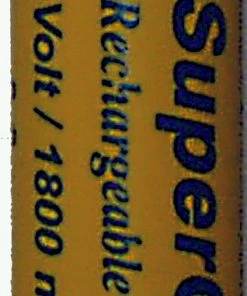 Super
Rechargeable
Volt / 1800 m